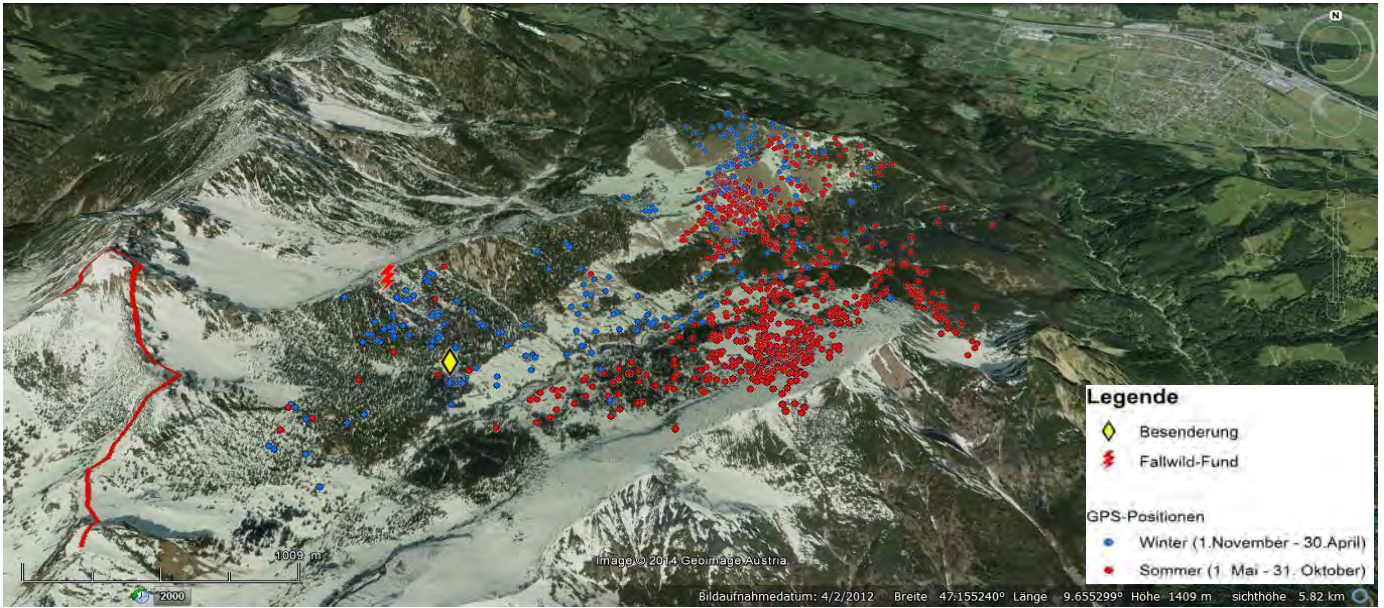 N
Legende
Besenderung
Fallwild-Fund
GPS-Positionen
Winter (1.November - 30.April)
Sommer (1. Mai - 31. Oktober)
1009 m
Image © 2014 Geoimage Austria
2000
Bildaufnahmedatum: 4/2/2012 Breite 47.155240° Länge 9.655299° Höhe 1409 m sichthöhe 5.82 km